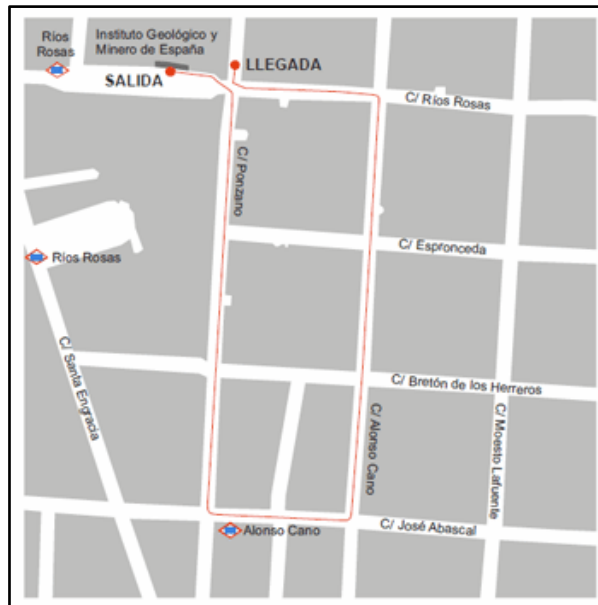 Ríos
Rosas
Instituto Geológico y
Minero de España
LLEGADA
SALIDA
C/ Ríos Rosas
C/ Ponzano
C/ Espronceda
Ríos Rosas
C/ Santa Engracia
C/ Bretón de los Herreros
C/ Alonso Cano
C/ Moesto Lafuente
C/ José Abascal
Alonso Cano